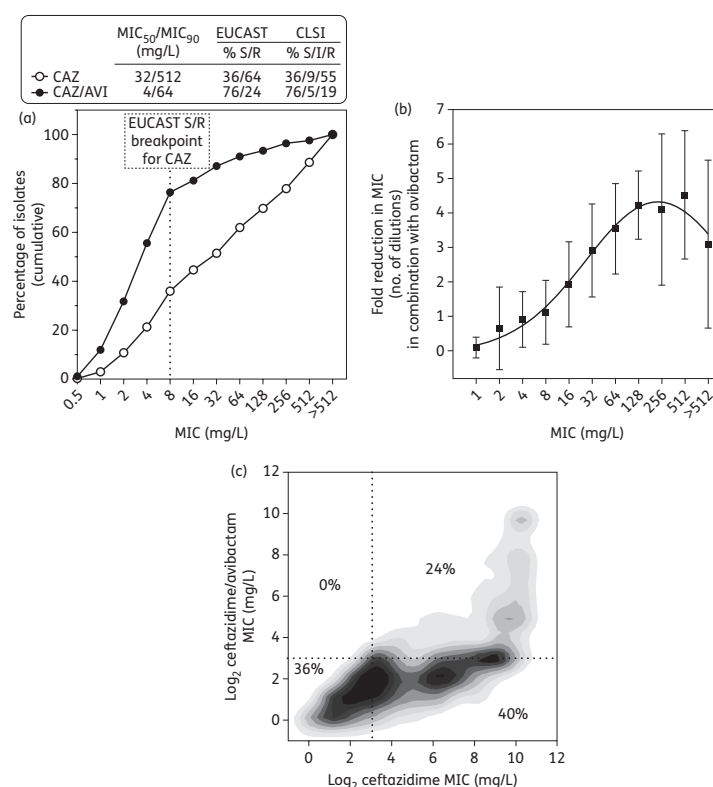 MIC50/MIC90 EUCAST CLSI
(mg/L) % S/R % S/I/R
CAZ 32/512 36/64 36/9/55
CAZ/AVI 4/64 76/24 76/5/19
(a)
EUCAST S/R
breakpoint
for CAZ
100
80
60
40
20
0
Percentage of isolates
(cumulative)
0.5 1 2 4 8 16 32 64 128 256 512 >512
MIC (mg/L)
(b)
7
6
5
4
3
2
1
0
Fold reduction in MIC
(no. of dilutions)
in combination with avibactam
1 2 4 8 16 32 64 128 256 512 >512
MIC (mg/L)
(c)
12
10
8
6
4
2
0
Log2 ceftazidime/avibactam
MIC (mg/L)
0%
24%
36%
40%
0 2 4 6 8 10 12
Log2 ceftazidime MIC (mg/L)